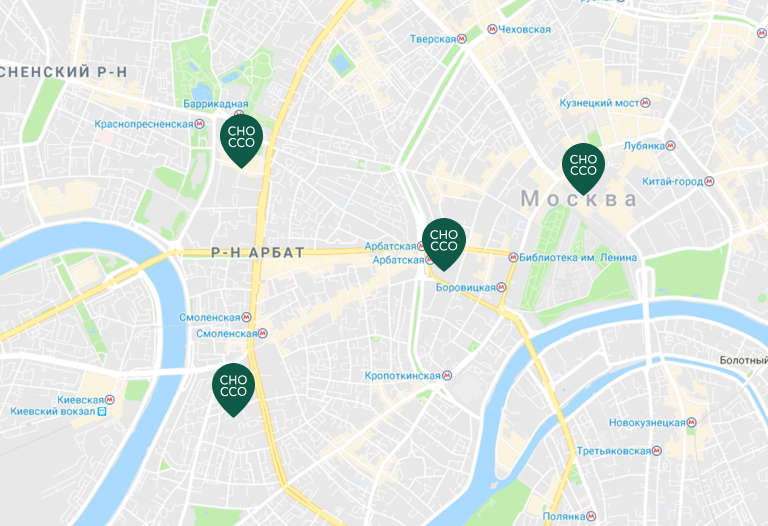 Чеховская
Тверская
СНЕНСКИЙ Р-Н
Баррикадная
Кузнецкий мост
Краснопресненская
CHO
CCO
Лубянка
CHO
CCO
Китай-город
Москва
CHO
CCO
Арбатская
Р-Н АРБАТ
Арбатская
Библиотека им. Ленина
Боровицкая
Смоленская
Смоленская
Болотный
Кропоткинская
CHO
CCO
Киевская
Киевский вокзал
Новокузнецкая
Третьяковская
Полянка